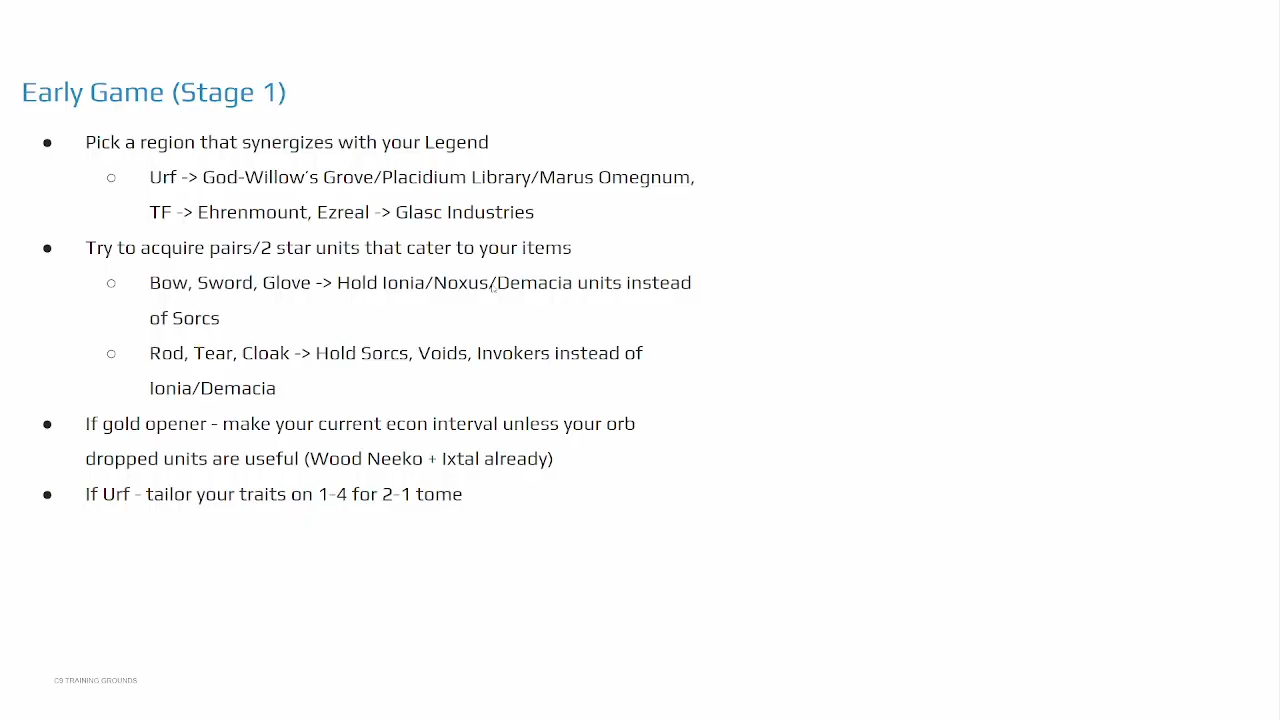 Early Game (Stage 1)
● Pick a region that synergizes with your Legend
○ Urf -> God-Willow's Grove/Placidium Library/Marus Omegnum,
TF -> Ehrenmount, Ezreal -> Glasc Industries
● Try to acquire pairs/2 star units that cater to your items
○ Bow, Sword, Glove -> Hold Ionia/Noxus/Demacia units instead
of Sorcs
○ Rod, Tear, Cloak -> Hold Sorcs, Voids, Invokers instead of
Ionia/Demacia
● If gold opener - make your current econ interval unless your orb
dropped units are useful (Wood Neeko + Ixtal already)
● If Urf - tailor your traits on 1-4 for 2-1 tome
C9 TRAINING GROUNDS